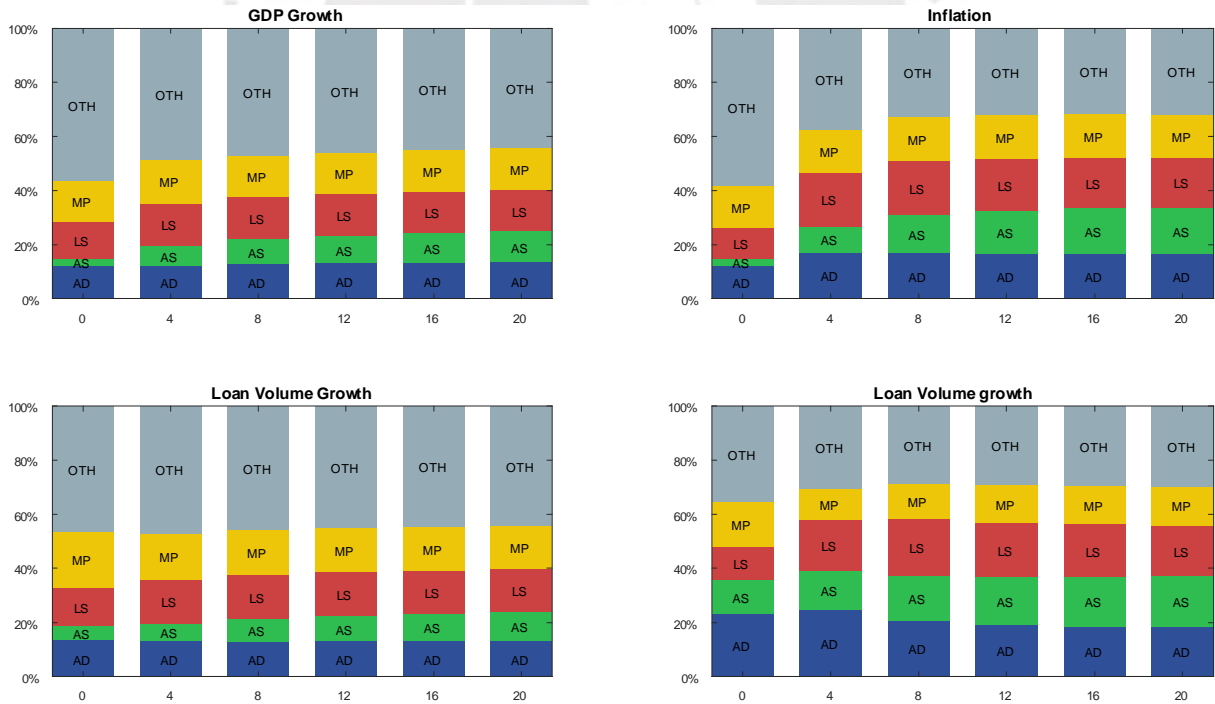 GDP Growth
100%
80%
60%
40%
20%
0%
OTH OTH OTH OTH OTH OTH
MP MP MP MP MP MP
LS LS LS LS LS LS
AS AS AS AS AS AS
AD AD AD AD AD AD
0 4 8 12 16 20
Inflation
100%
80%
60%
40%
20%
0%
OTH OTH OTH OTH OTH OTH
MP MP MP MP MP MP
LS LS LS LS LS LS
AS AS AS AS AS AS
AD AD AD AD AD AD
0 4 8 12 16 20
Loan Volume Growth
100%
80%
60%
40%
20%
0%
OTH OTH OTH OTH OTH OTH
MP MP MP MP MP MP
LS LS LS LS LS LS
AS AS AS AS AS AS
AD AD AD AD AD AD
0 4 8 12 16 20
Loan Volume growth
100%
80%
60%
40%
20%
0%
OTH OTH OTH OTH OTH OTH
MP MP MP MP MP MP
LS LS LS LS LS LS
AS AS AS AS AS AS
AD AD AD AD AD AD
0 4 8 12 16 20